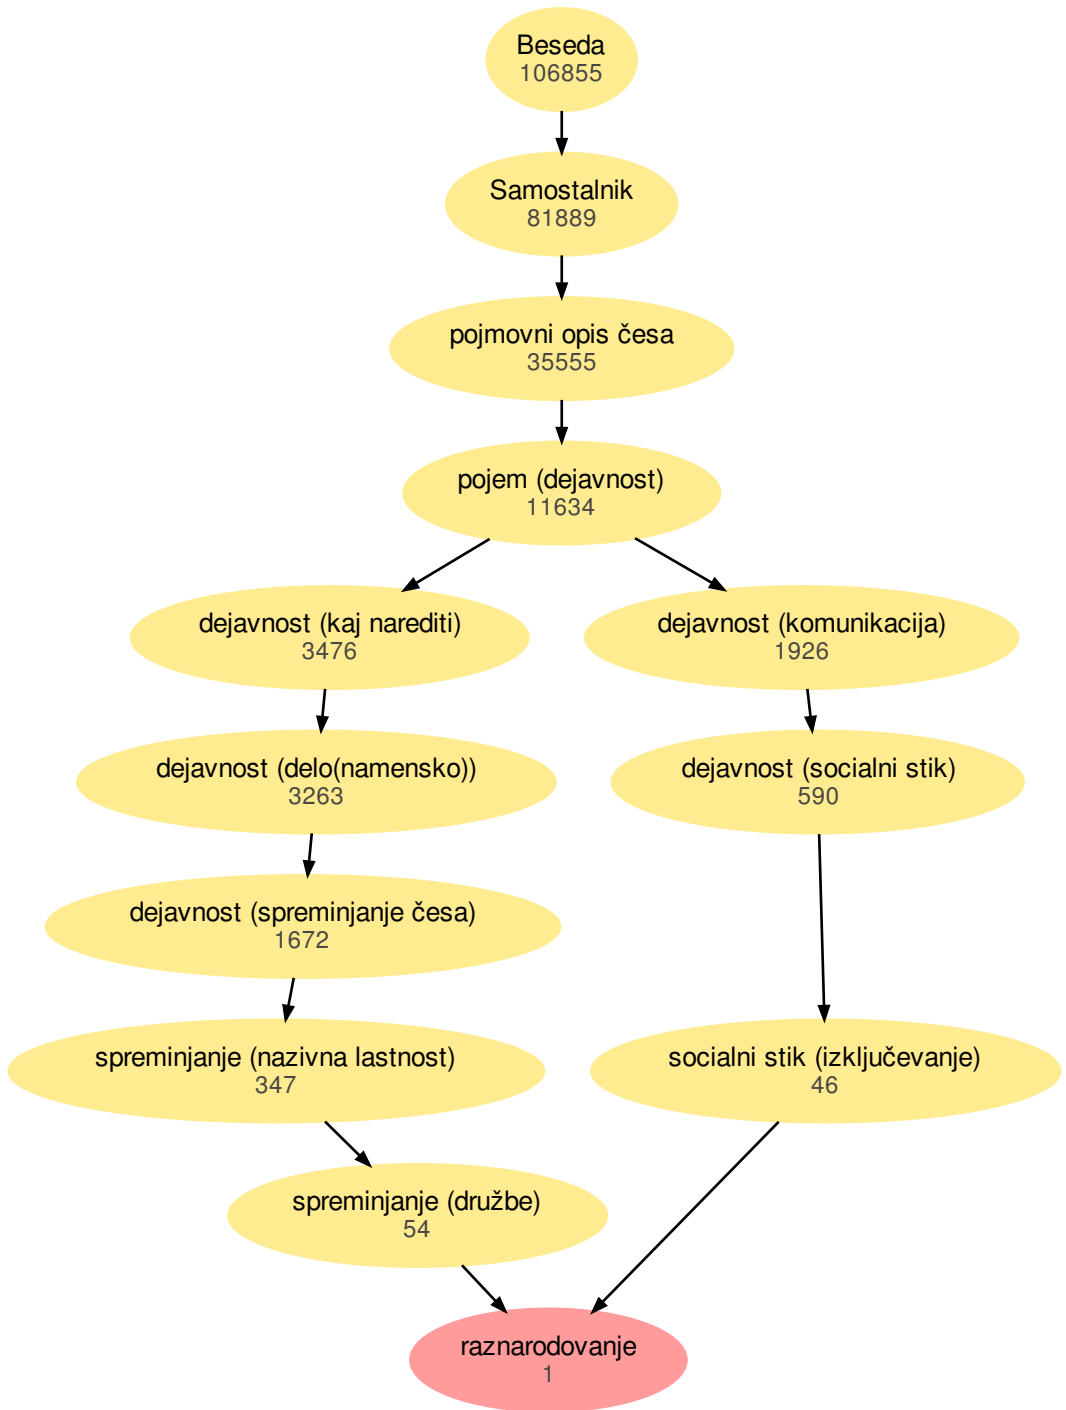 Beseda
106855
Samostalnik
81889
pojmovni opis česa
35555
pojem (dejavnost)
11634
dejavnost (kaj narediti)
3476
dejavnost (komunikacija)
1926
dejavnost (delo(namensko))
3263
dejavnost (socialni stik)
590
dejavnost (spreminjanje česa)
1672
spreminjanje (nazivna lastnost)
347
socialni stik (izključevanje)
46
spreminjanje (družbe)
54
raznarodovanje
1